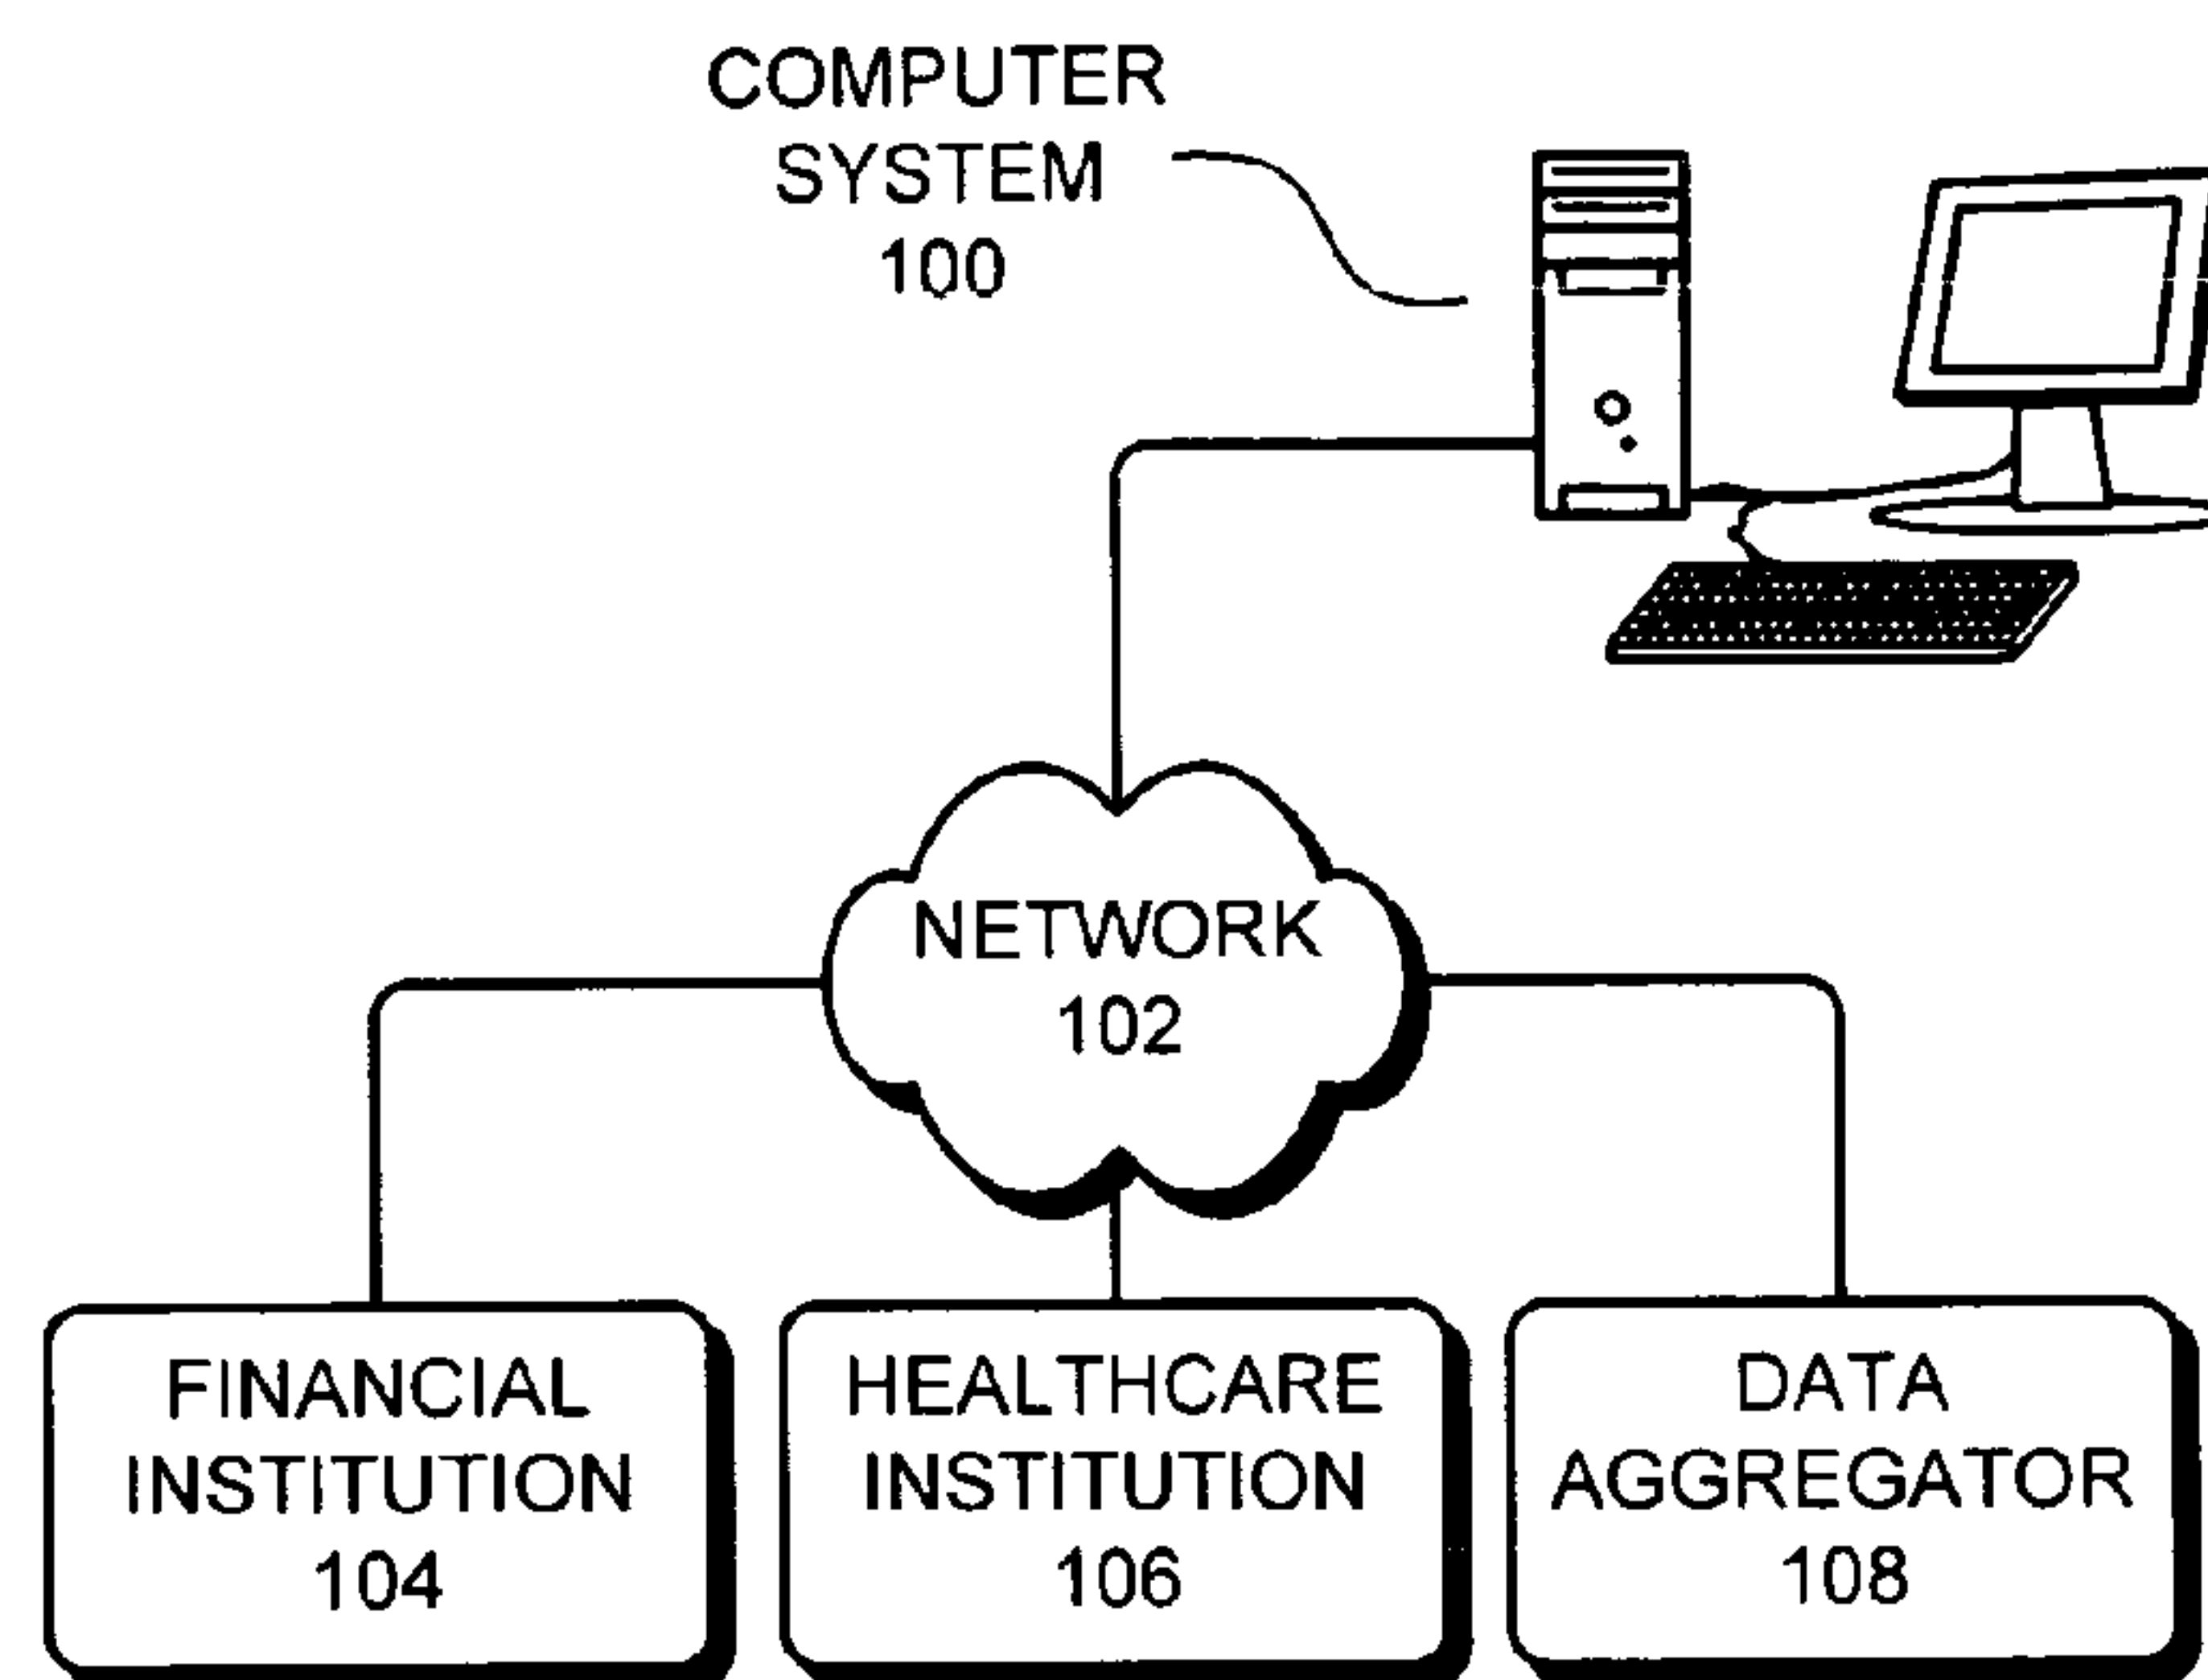 COMPUTER
SYSTEM
100
NETWORK
102
FINANCIAL
INSTITUTION
104
HEALTHCARE
INSTITUTION
106
DATA
AGGREGATOR
108